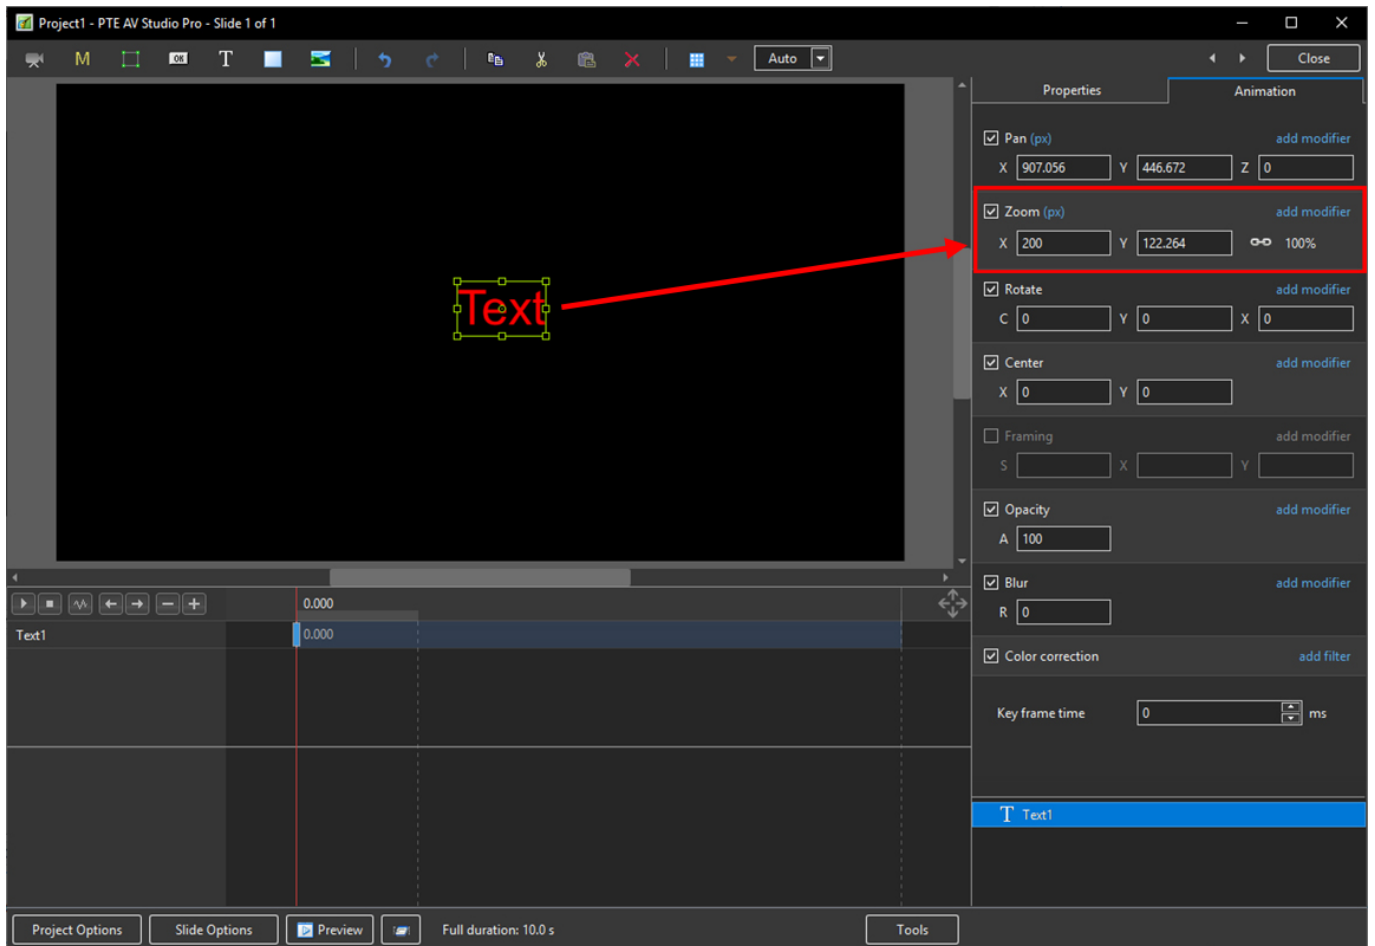 Project1 - PTE AV Studio Pro - Slide 1 of 1
M OK T Auto Close
Properties Animation
Pan (px) add modifier
X 907.056 Y 446.672 Z 0
Zoom (px) add modifier
X 200 Y 122.264 100%
Text
Rotate add modifier
C 0 Y 0 X 0
Center add modifier
X 0 Y 0
Framing add modifier
S X Y
Opacity add modifier
A 100
Blur add modifier
R 0
0.000
Text1 0.000
Color correction add filter
Key frame time 0 ms
T Text1
Project Options Slide Options Preview Full duration: 10.0 s Tools